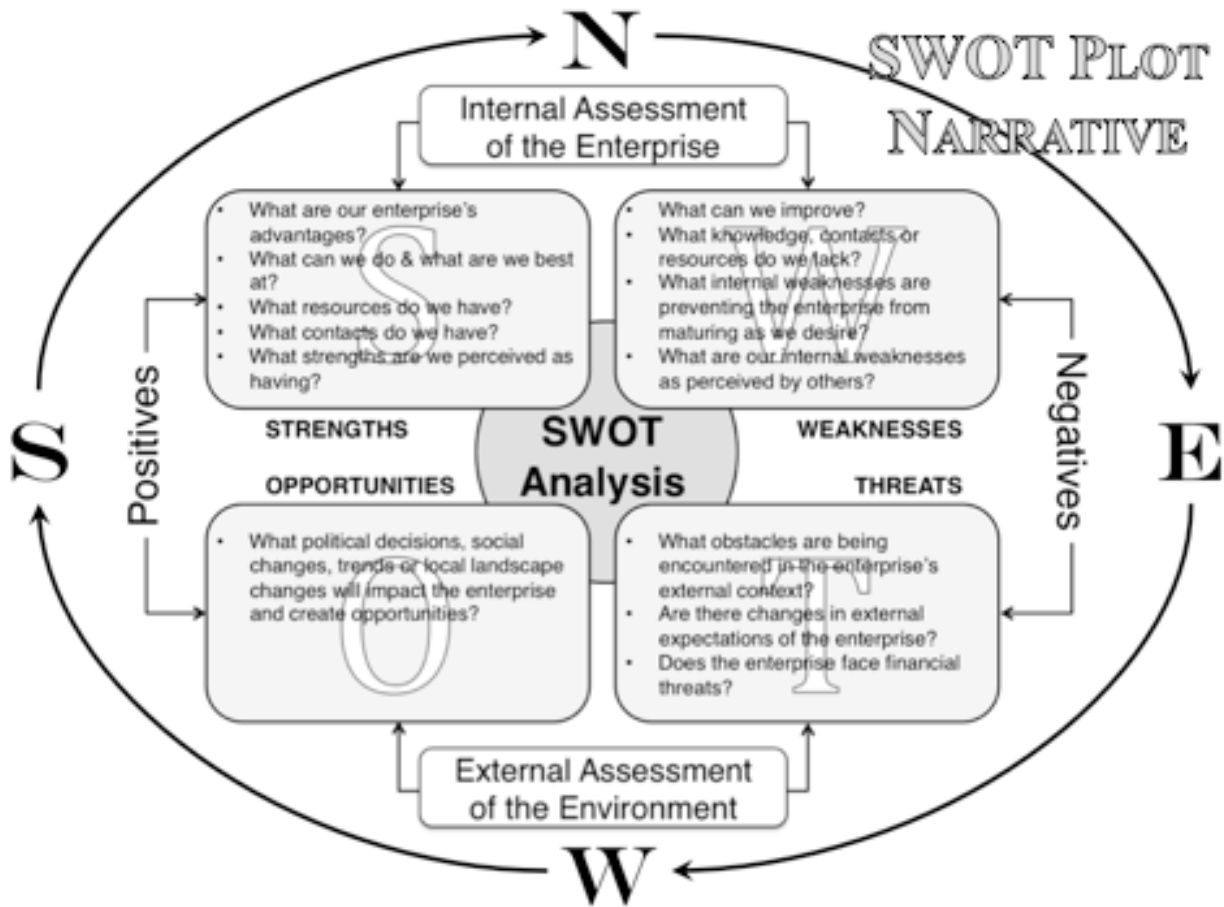 N
SWOT PLOT
NARRATIVE
Internal Assessment
of the Enterprise
• What are our enterprise's
advantages?
• What can we do & what are we best
at?
• What resources do we have?
• What contacts do we have?
• What strengths are we perceived as
having?
S
• What can we improve?
• What knowledge, contacts or
resources do we lack?
• What internal weaknesses are
preventing the enterprise from
maturing as we desire?
• What are our internal weaknesses
as perceived by others?
W
Positives
Negatives
S
E
STRENGTHS
WEAKNESSES
SWOT
Analysis
OPPORTUNITIES
THREATS
• What political decisions, social
changes, trends or local landscape
changes will impact the enterprise
and create opportunities?
O
• What obstacles are being
encountered in the enterprise's
external context?
• Are there changes in external
expectations of the enterprise?
• Does the enterprise face financial
threats?
T
External Assessment
of the Environment
W